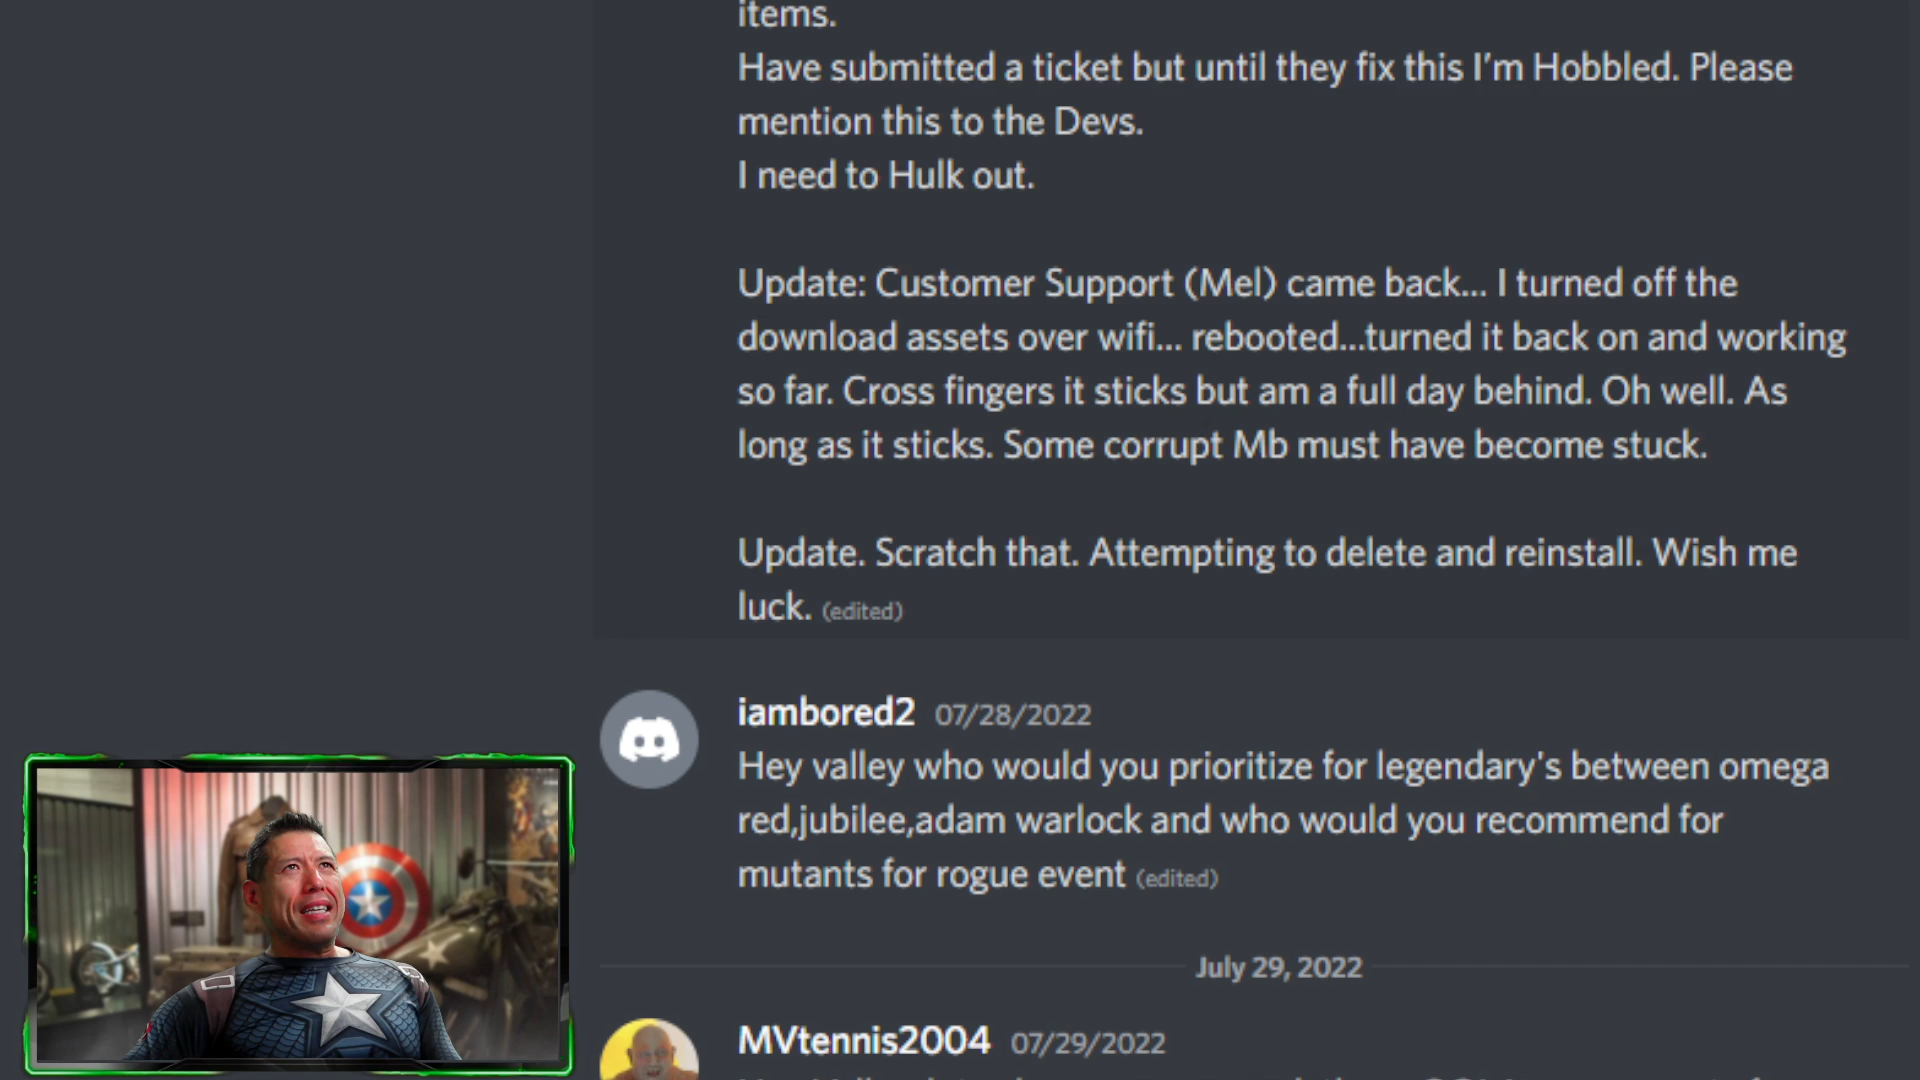 items.
Have submitted a ticket but until they fix this I'm Hobbled. Please
mention this to the Devs.
I need to Hulk out.
Update: Customer Support (Mel) came back... I turned off the
download assets over wifi... rebooted...turned it back on and working
so far. Cross fingers it sticks but am a full day behind. Oh well. As
long as it sticks. Some corrupt Mb must have become stuck.
Update. Scratch that. Attempting to delete and reinstall. Wish me
luck. (edited)
iambored2 07/28/2022
Hey valley who would you prioritize for legendary's between omega
red,jubilee,adam warlock and who would you recommend for
mutants for rogue event (edited)
July 29, 2022
MVtennis2004 07/29/2022